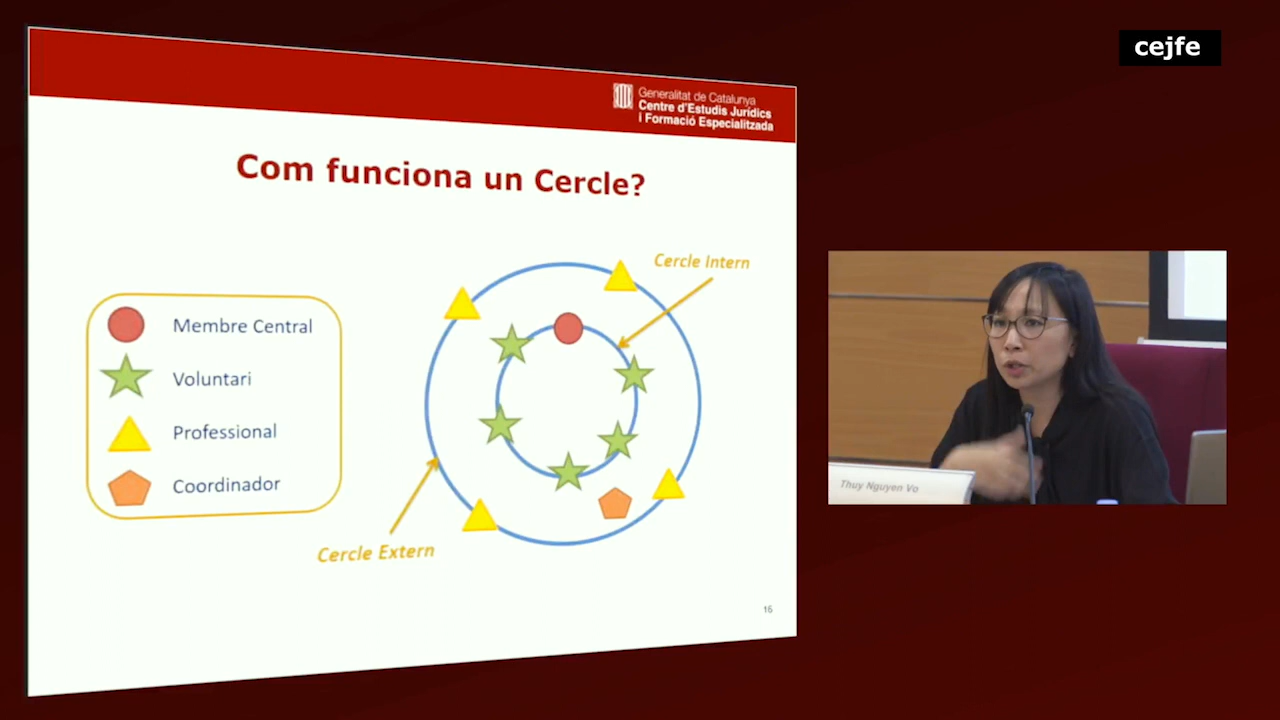 cejfe
Generalitat de Catalunya
Centre d'Estudis Jurídics
i Formació Especialitzada
Com funciona un Cercle?
Cercle Intern
Membre Central
Voluntari
Professional
Coordinador
Cercle Extern
16
Thuy Nguyen Vo